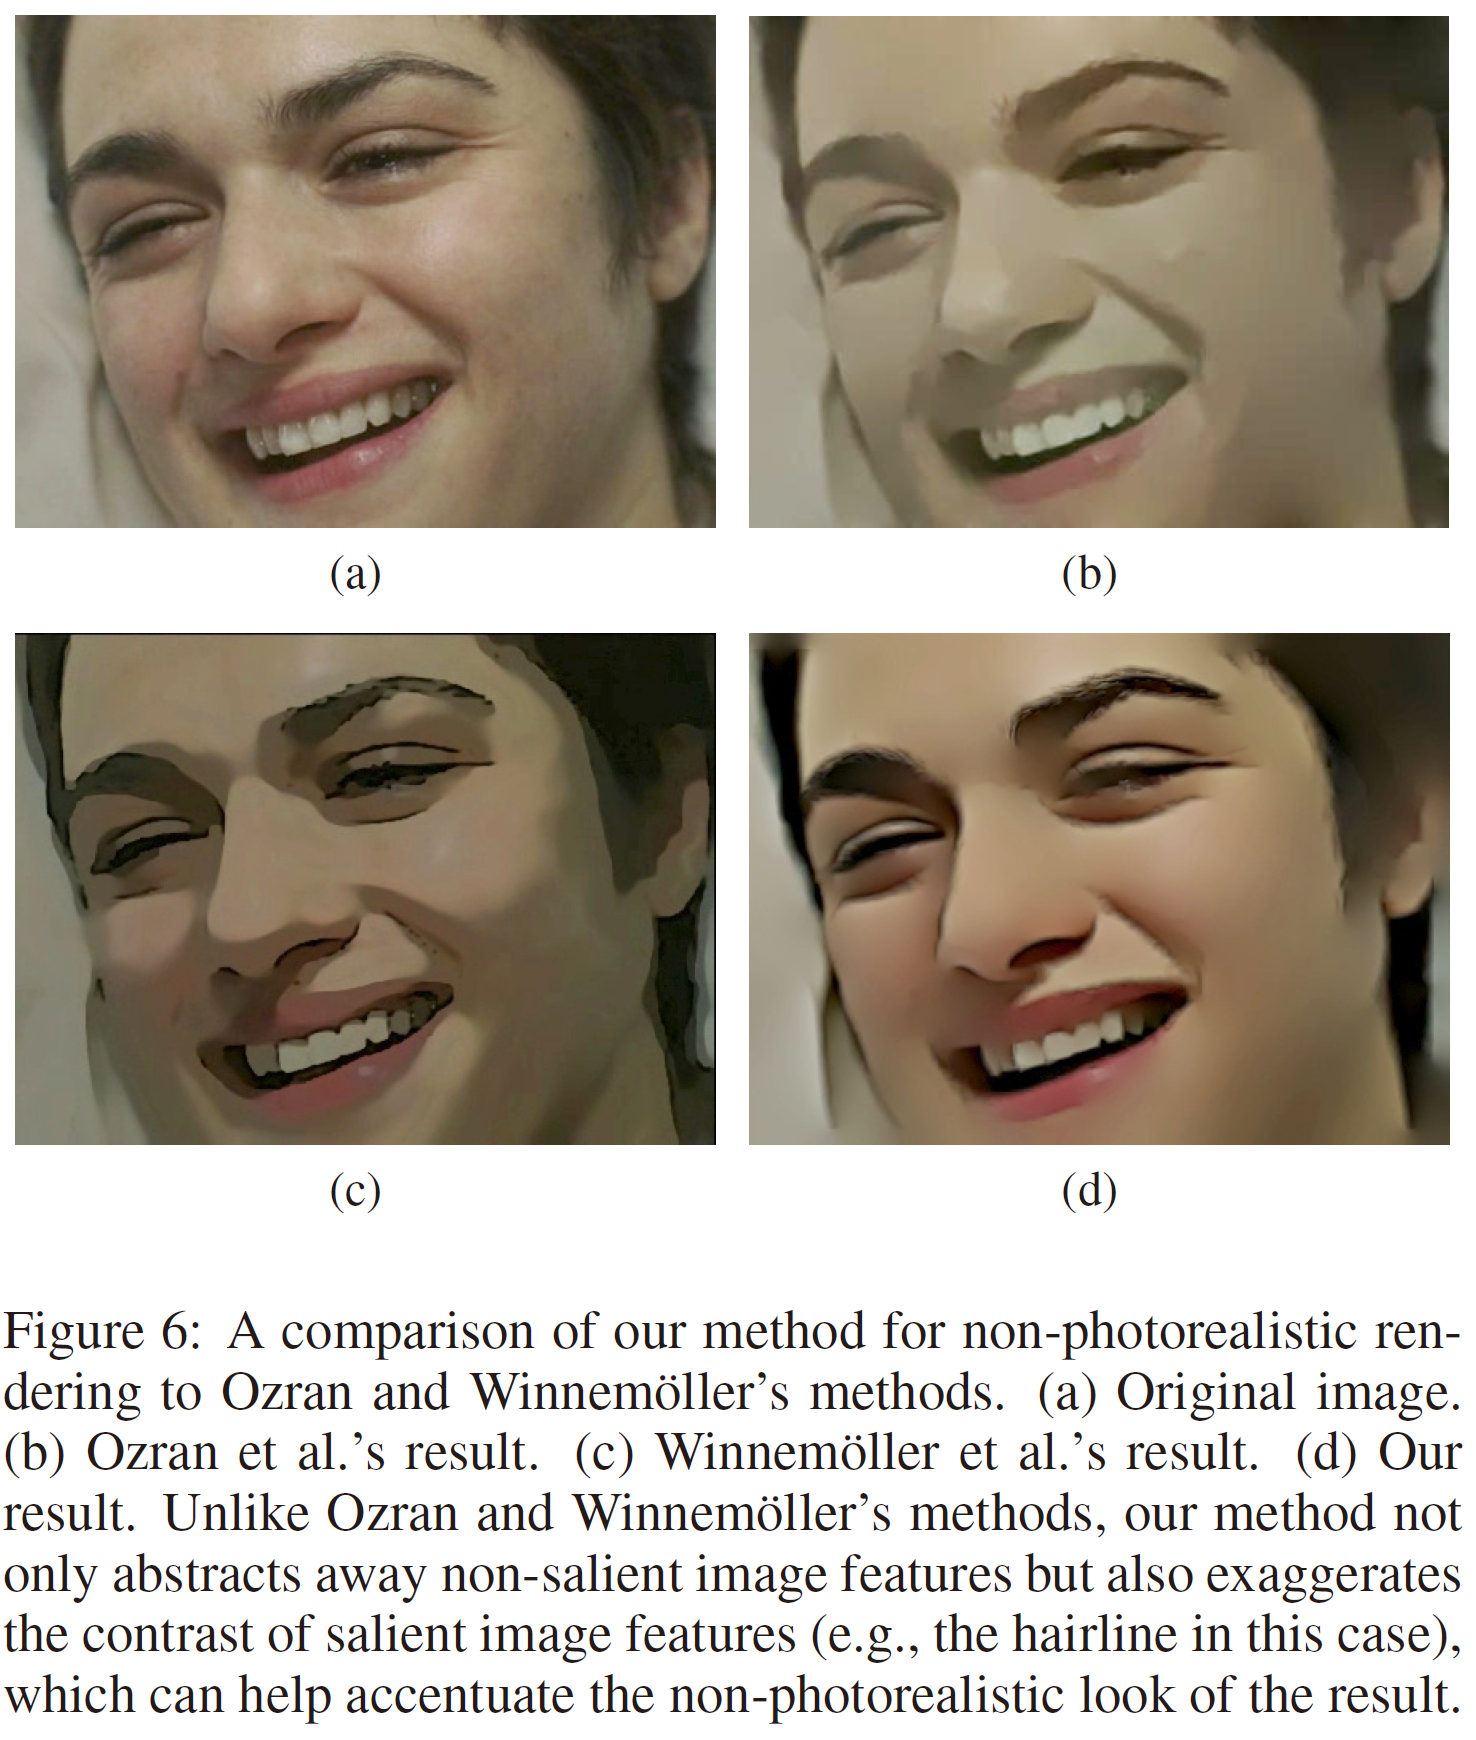 (a)
(b)
(c)
(d)
Figure 6: A comparison of our method for non-photorealistic ren-
dering to Ozran and Winnemöller's methods. (a) Original image.
(b) Ozran et al.'s result. (c) Winnemöller et al.'s result. (d) Our
result. Unlike Ozran and Winnemöller's methods, our method not
only abstracts away non-salient image features but also exaggerates
the contrast of salient image features (e.g., the hairline in this case),
which can help accentuate the non-photorealistic look of the result.